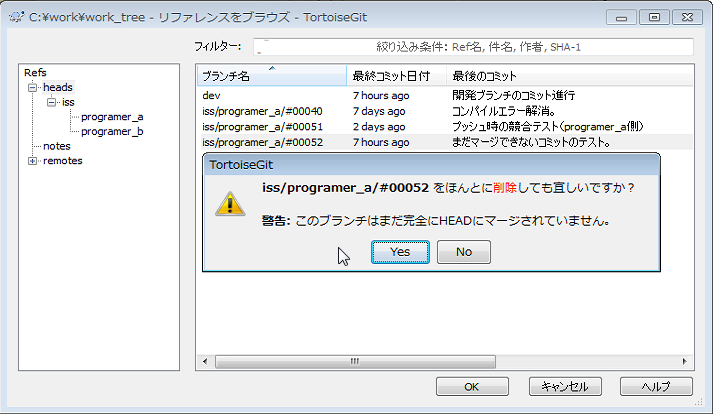 C:¥work¥work_tree - リファレンスをブラウズ - TortoiseGit
フィルター: 絞り込み条件: Ref名, 件名, 作者, SHA-1
Refs
heads
iss
programer_a
programer_b
notes
remotes
ブランチ名 最終コミット日付 最後のコミット
dev 7 hours ago 開発ブランチのコミット進行
iss/programer_a/#00040 7 days ago コンパイルエラー解消。
iss/programer_a/#00051 2 days ago プッシュ時の競合テスト(programer_a側)
iss/programer_a/#00052 7 hours ago まだマージできないコミットのテスト。
TortoiseGit
iss/programer_a/#00052 をほんとに削除しても宜しいですか?
警告: このブランチはまだ完全にHEADにマージされていません。
Yes No
OK キャンセル ヘルプ